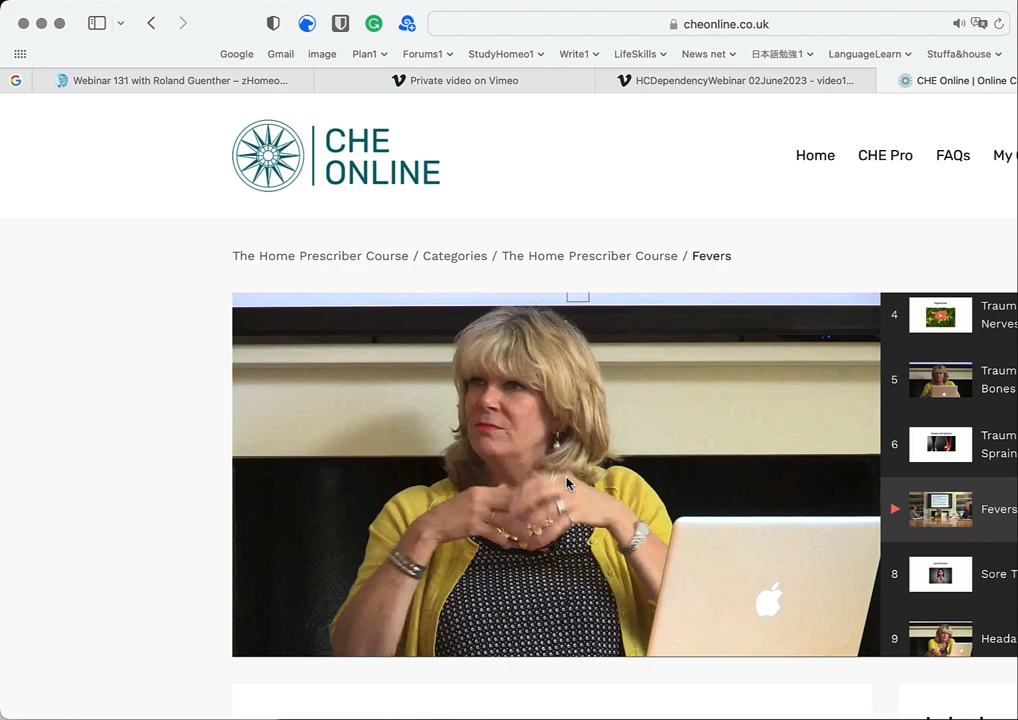 cheonline.co.uk
Google Gmail image Plan1 Forums1 StudyHomeo1 Write1 LifeSkills News net 日本語勉強1 LanguageLearn Stuffa&house
Webinar 131 with Roland Guenther – zHomeo... Private video on Vimeo HCDependencyWebinar 02June2023 - video1... CHE Online | Online C
CHE
ONLINE
Home CHE Pro FAQs My
The Home Prescriber Course / Categories / The Home Prescriber Course / Fevers
4 Traum
Nerves
5 Traum
Bones
6 Traum
Sprain
Fevers
8 Sore T
9 Heada